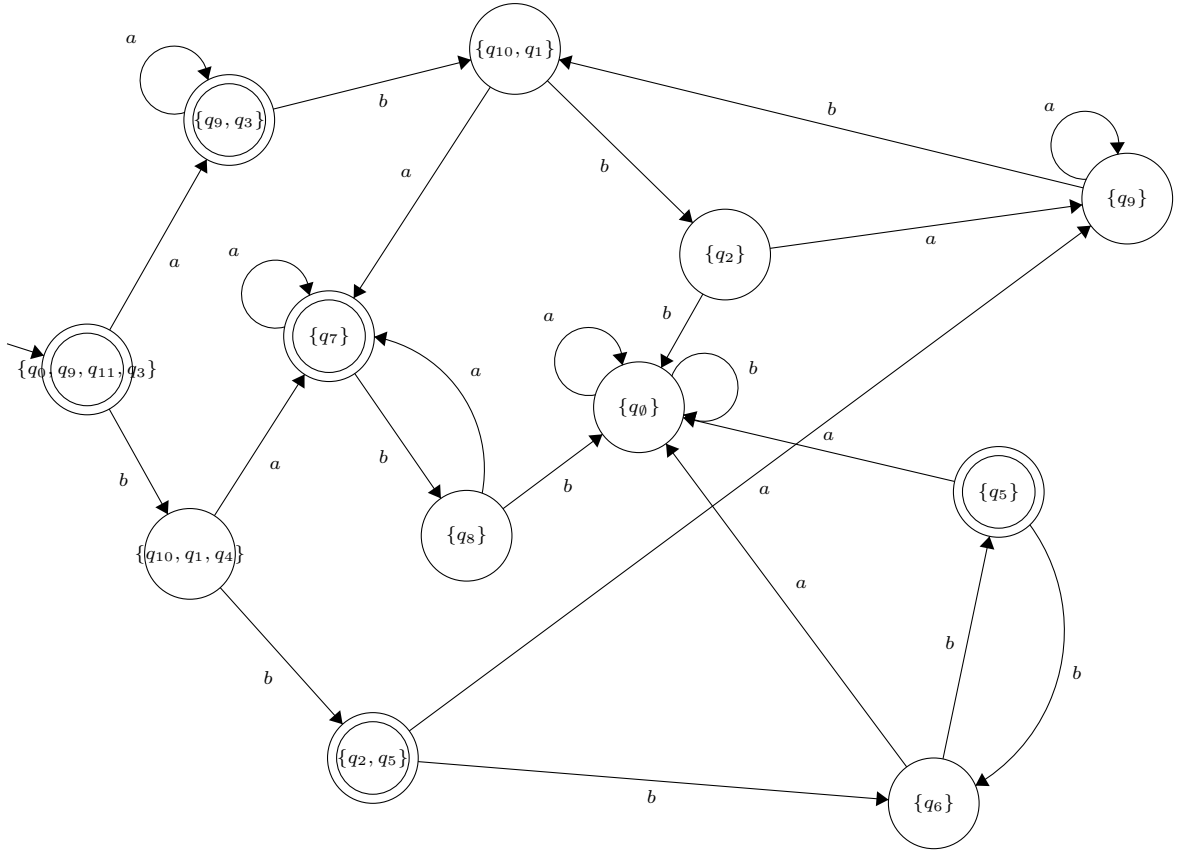 {q₁₀, q₁}
a
{q₉, q₃}
b
a
b
{q₉}
a
b
{q₂}
a
a
a
{q₇}
b
a
b
{q∅}
{q₀, q₉, q₁₁, q₃}
a
b
a
b
a
b
a
{q₈}
b
a
{q₅}
{q₁₀, q₁, q₄}
a
b
b
b
{q₂, q₅}
b
{q₆}